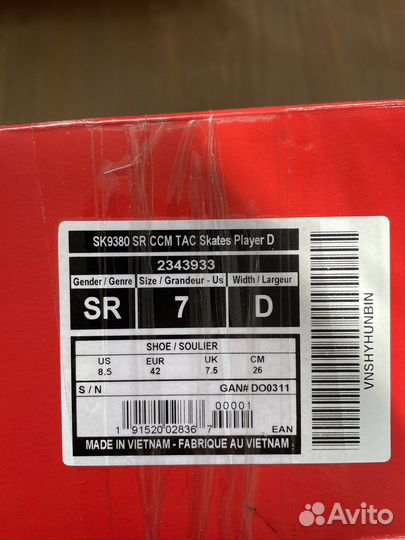 SK9380 SR CCM TAC Skates Player D
2343933
Gender / Genre Size / Grandeur - Us Width / Largeur
SR 7 D
SHOE / SOULIER
US EUR UK CM
8.5 42 7.5 26
S / N GAN# DO0311
00001
1 91520 02836 7 EAN
MADE IN VIETNAM - FABRIQUE AU VIETNAM
VNSHYHUNBIN
Avito